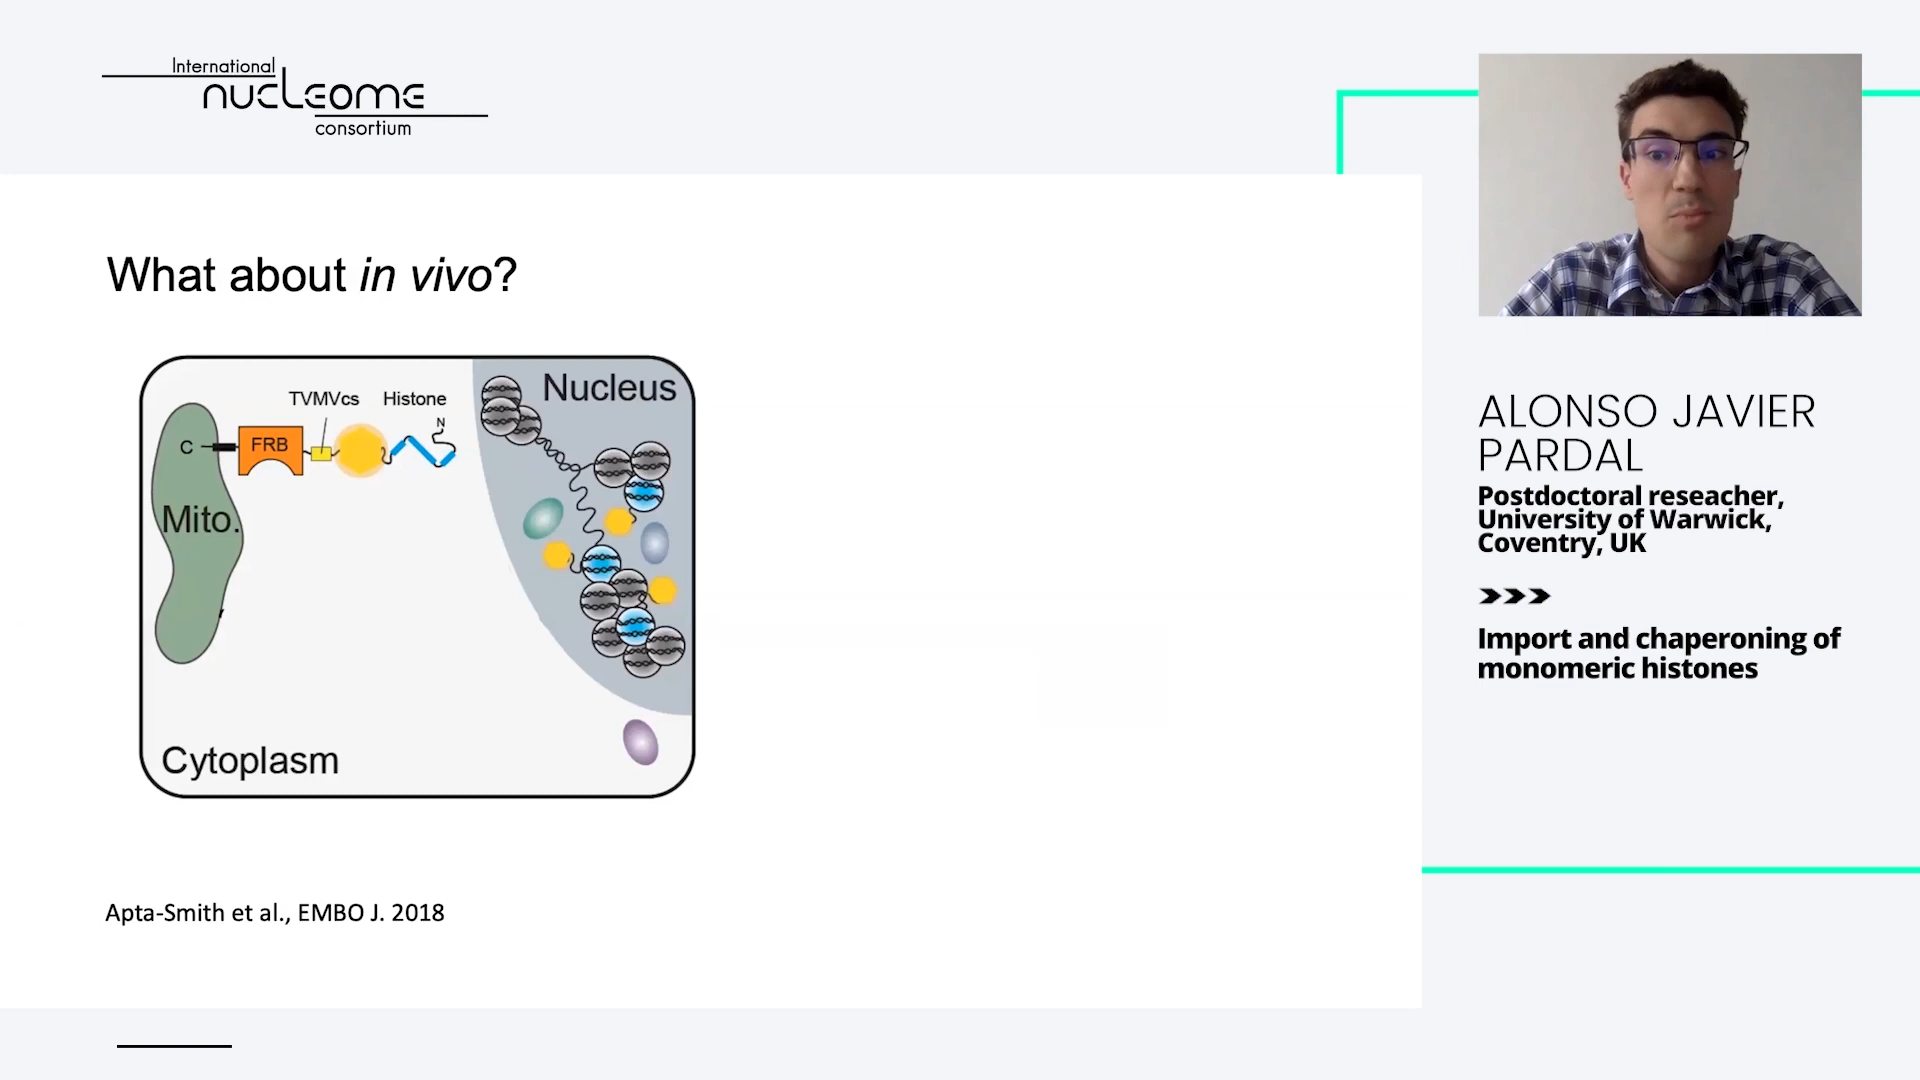 International
nucleome
consortium
What about in vivo?
TVMVcs
Histone
Nucleus
N
C
FRB
Mito.
Cytoplasm
Apta-Smith et al., EMBO J. 2018
ALONSO JAVIER
PARDAL
Postdoctoral reseacher,
University of Warwick,
Coventry, UK
Import and chaperoning of
monomeric histones